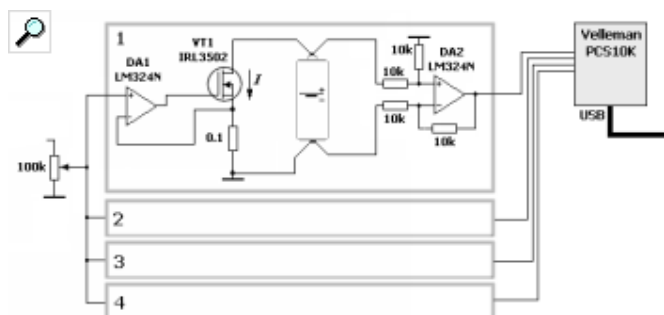 1
VT1
IRL3502
DA1
LM324N
I
0.1
100k
10k
10k
10k
10k
DA2
LM324N
Velleman
PCS10K
USB
2
3
4